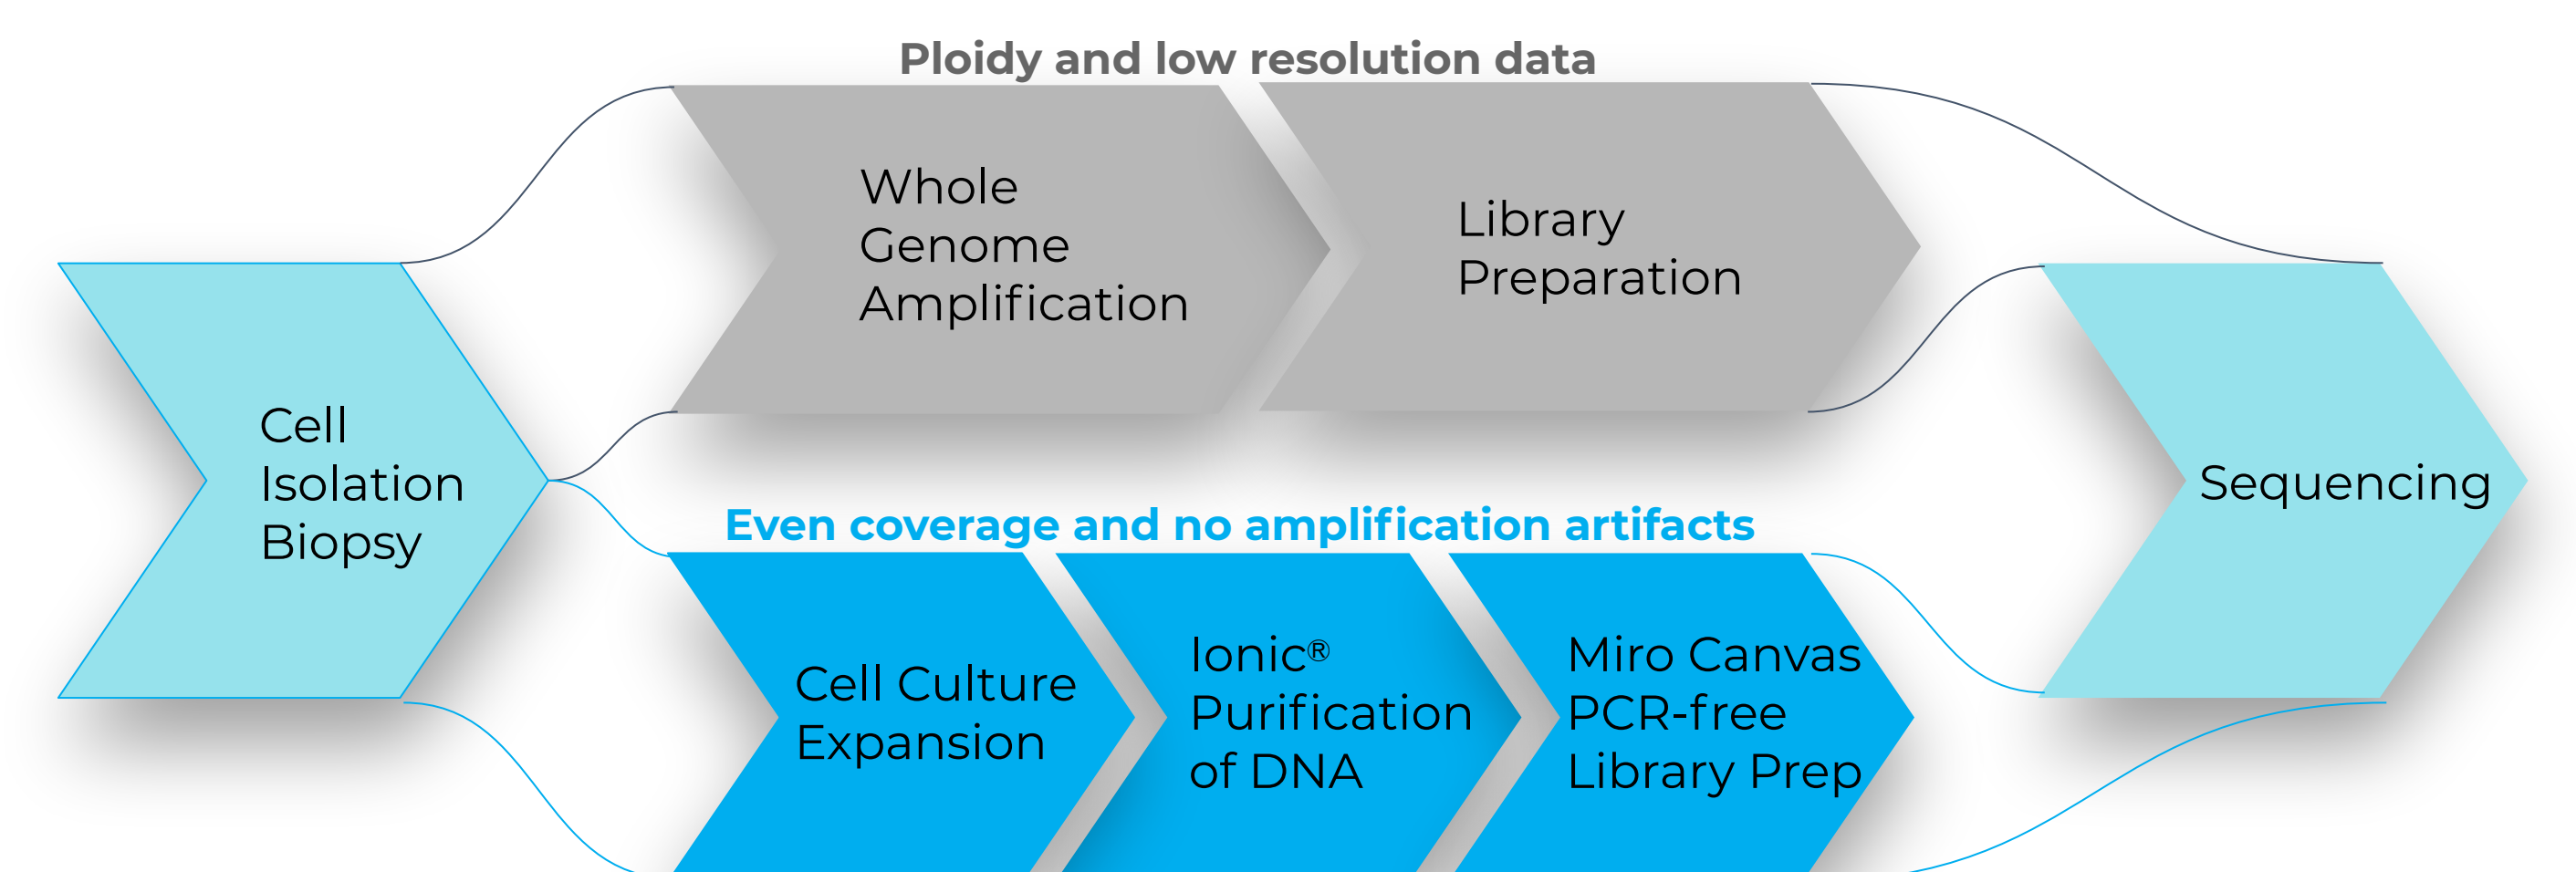 Ploidy and low resolution data
Whole
Genome
Amplification
Library
Preparation
Cell
Isolation
Biopsy
Sequencing
Even coverage and no amplification artifacts
Cell Culture
Expansion
Ionic®
Purification
of DNA
Miro Canvas
PCR-free
Library Prep